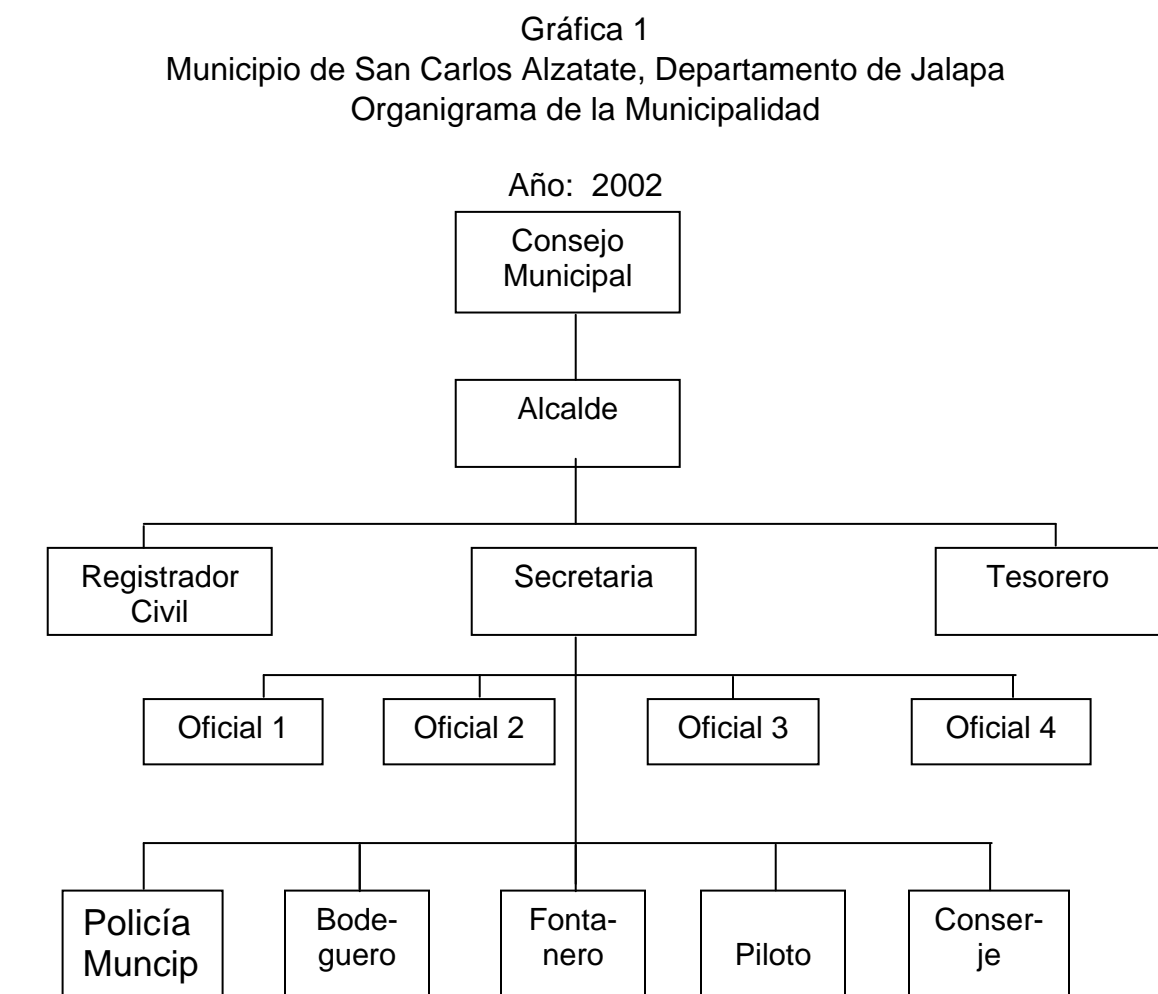 Gráfica 1
Municipio de San Carlos Alzatate, Departamento de Jalapa
Organigrama de la Municipalidad
Año: 2002
Consejo
Municipal
Alcalde
Registrador
Civil
Secretaria
Tesorero
Oficial 1
Oficial 2
Oficial 3
Oficial 4
Policía
Muncip
Bode-
guero
Fonta-
nero
Piloto
Conser-
je